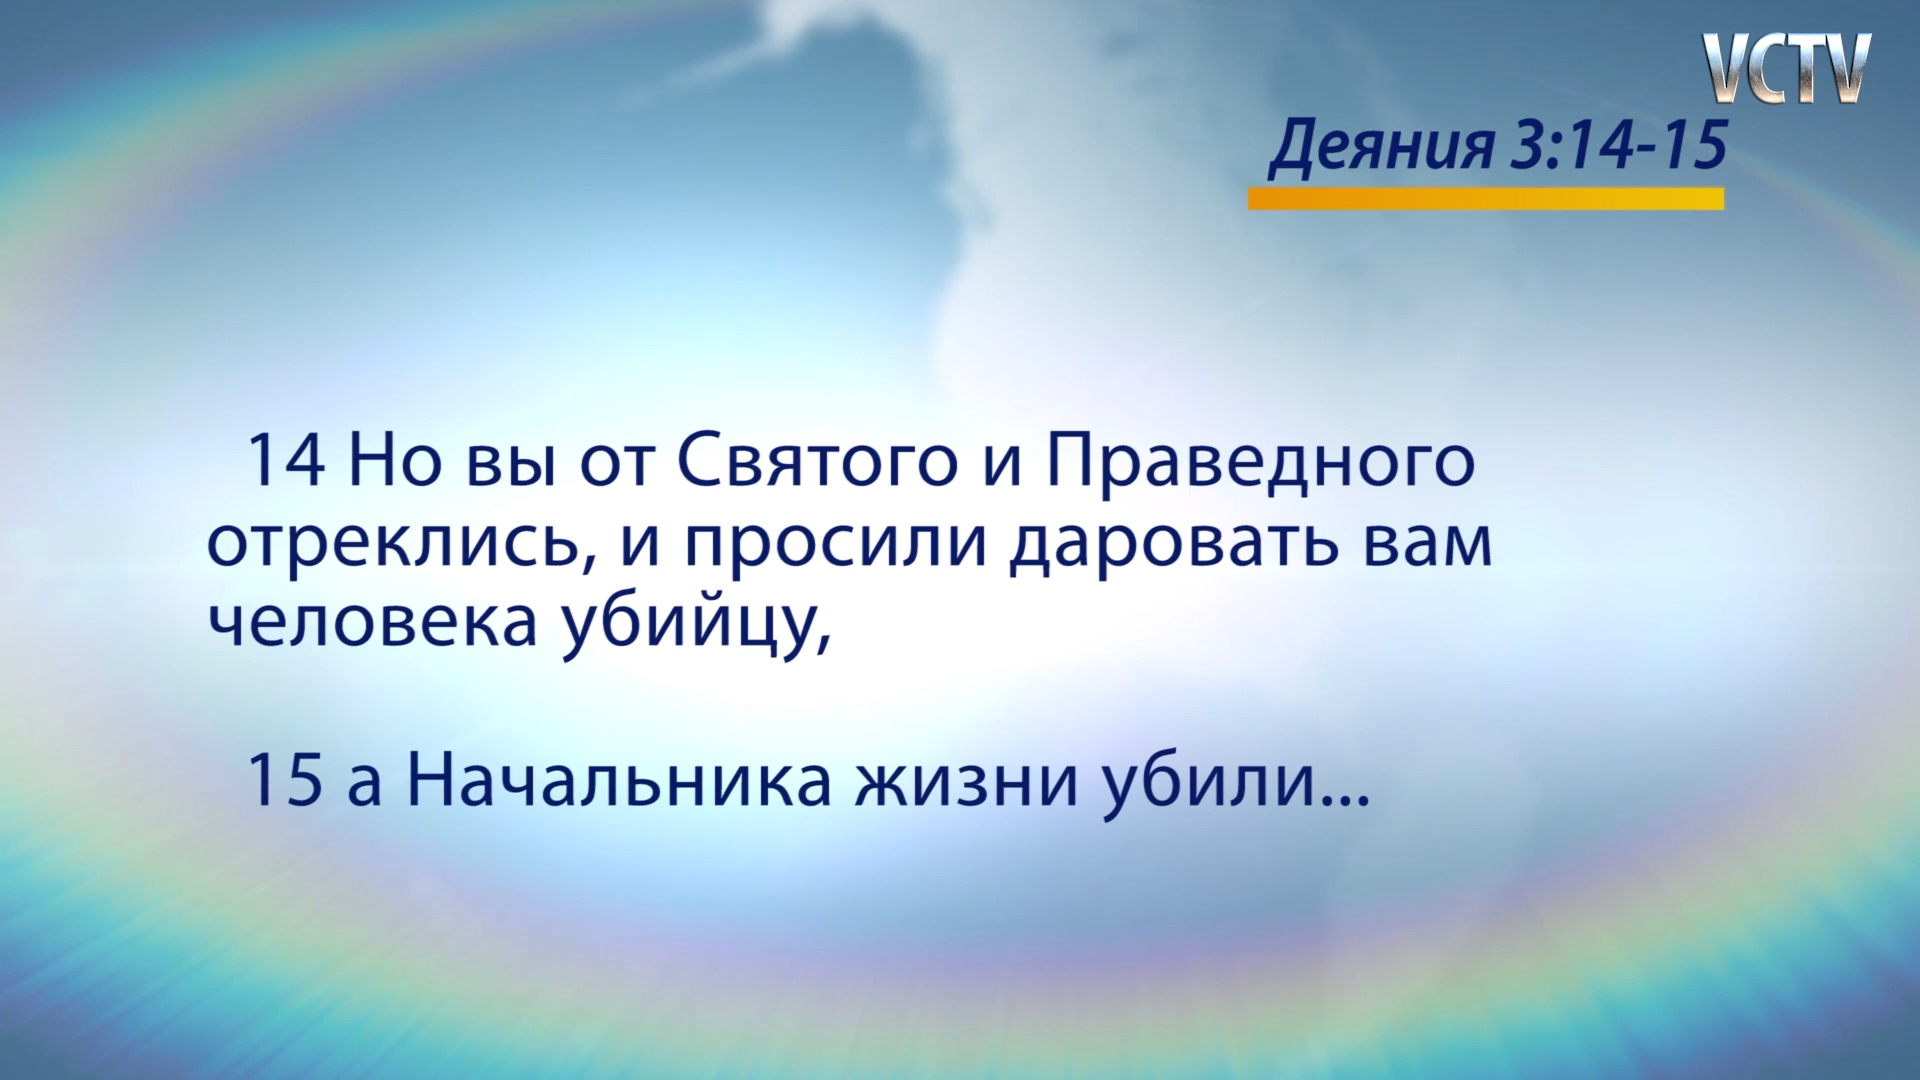 VCTV
Деяния 3:14-15
14 Но вы от Святого и Праведного
отреклись, и просили даровать вам
человека убийцу,
15 а Начальника жизни убили...